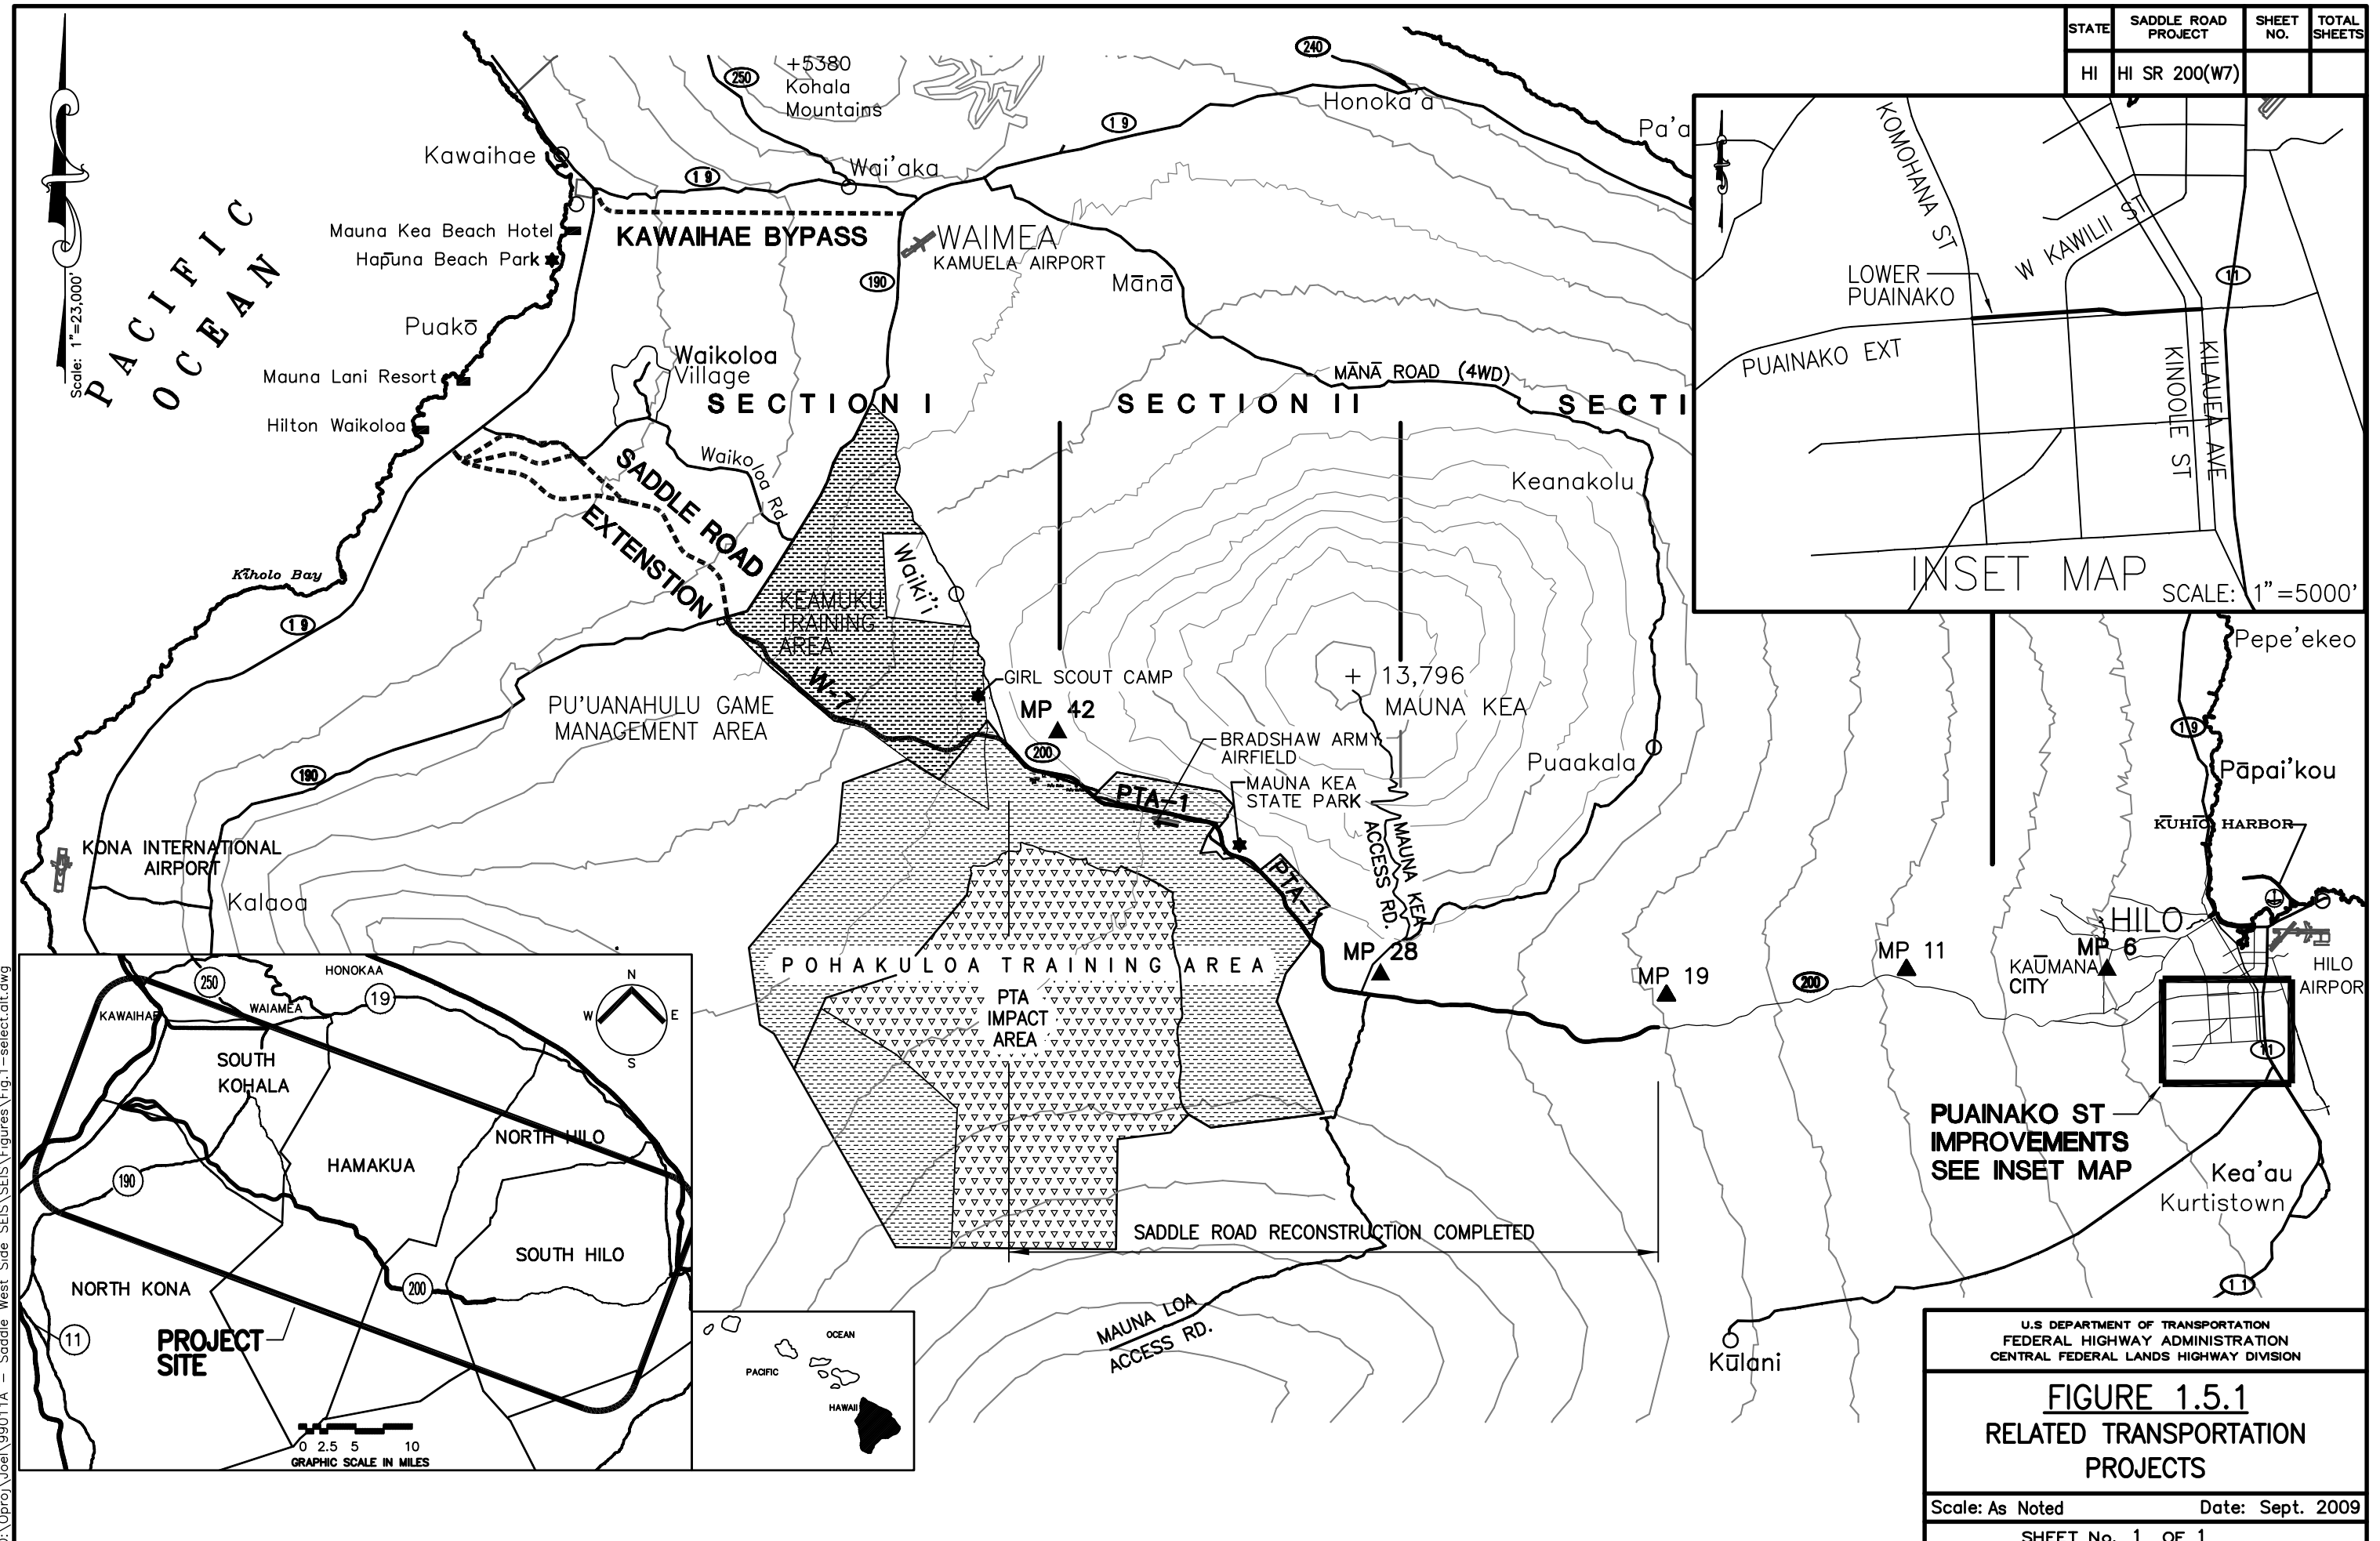 STATE
SADDLE ROAD
PROJECT
SHEET
NO.
TOTAL
SHEETS
HI
HI SR 200(W7)
240
250
+5380
Kohala
Mountains
Honoka'a
19
Pa'a
Kawaihae
Wai'aka
19
Mauna Kea Beach Hotel
KAWAIHAE BYPASS
WAIMEA
KAMUELA AIRPORT
Hapuna Beach Park
190
Mānā
PACIFIC
OCEAN
Scale: 1"=23,000'
Puakō
Waikoloa
Village
Mauna Lani Resort
MĀNĀ ROAD (4WD)
SECTION I
SECTION II
SECTI
Hilton Waikoloa
Waikoloa Rd
SADDLE ROAD
EXTENSTION
Keanakolu
Kīholo Bay
Waiki'i
19
KEAMUKU
TRAINING
AREA
W-7
GIRL SCOUT CAMP
+ 13,796
MAUNA KEA
PU'UANAHULU GAME
MANAGEMENT AREA
MP 42
200
BRADSHAW ARMY
AIRFIELD
MAUNA KEA
STATE PARK
Puaakala
190
PTA-1
PTA-1
MAUNA KEA
ACCESS RD.
KONA INTERNATIONAL
AIRPORT
Kalaoa
MP 28
POHAKULOA TRAINING AREA
PTA
IMPACT
AREA
MP 19
200
MP 11
MP 6
KAŪMANA
CITY
HILO
HILO
AIRPOR
Pepe'ekeo
19
Pāpai'kou
KŪHIŌ HARBOR
11
PUAINAKO ST
IMPROVEMENTS
SEE INSET MAP
Kea'au
Kurtistown
11
SADDLE ROAD RECONSTRUCTION COMPLETED
MAUNA LOA
ACCESS RD.
Kūlani
KOMOHANA ST
W KAWILII ST
LOWER
PUAINAKO
11
PUAINAKO EXT
KINOOLE ST
KILAUEA AVE
INSET MAP
SCALE: 1"=5000'
250
HONOKAA
19
KAWAIHAE
WAIAMEA
N
W
E
S
SOUTH
KOHALA
NORTH HILO
HAMAKUA
190
SOUTH HILO
NORTH KONA
200
11
PROJECT
SITE
0 2.5 5 10
GRAPHIC SCALE IN MILES
OCEAN
PACIFIC
HAWAII
U.S DEPARTMENT OF TRANSPORTATION
FEDERAL HIGHWAY ADMINISTRATION
CENTRAL FEDERAL LANDS HIGHWAY DIVISION
FIGURE 1.5.1
RELATED TRANSPORTATION
PROJECTS
Scale: As Noted
Date: Sept. 2009
SHEET No. 1 OF 1